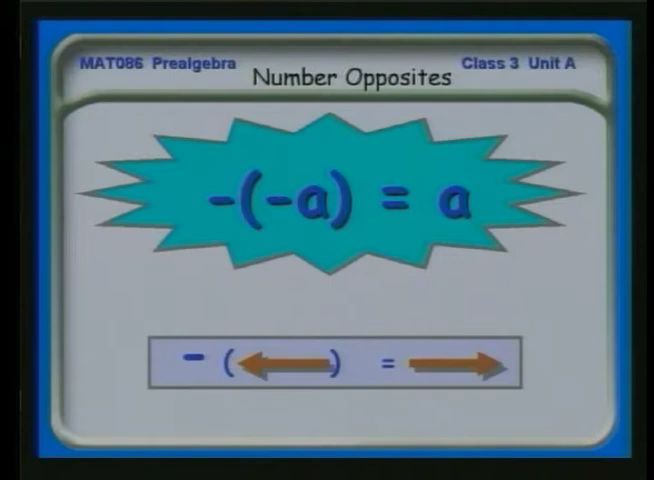 MAT086 Prealgebra
Class 3 Unit A
Number Opposites
-(-a) = a
- ( ) =